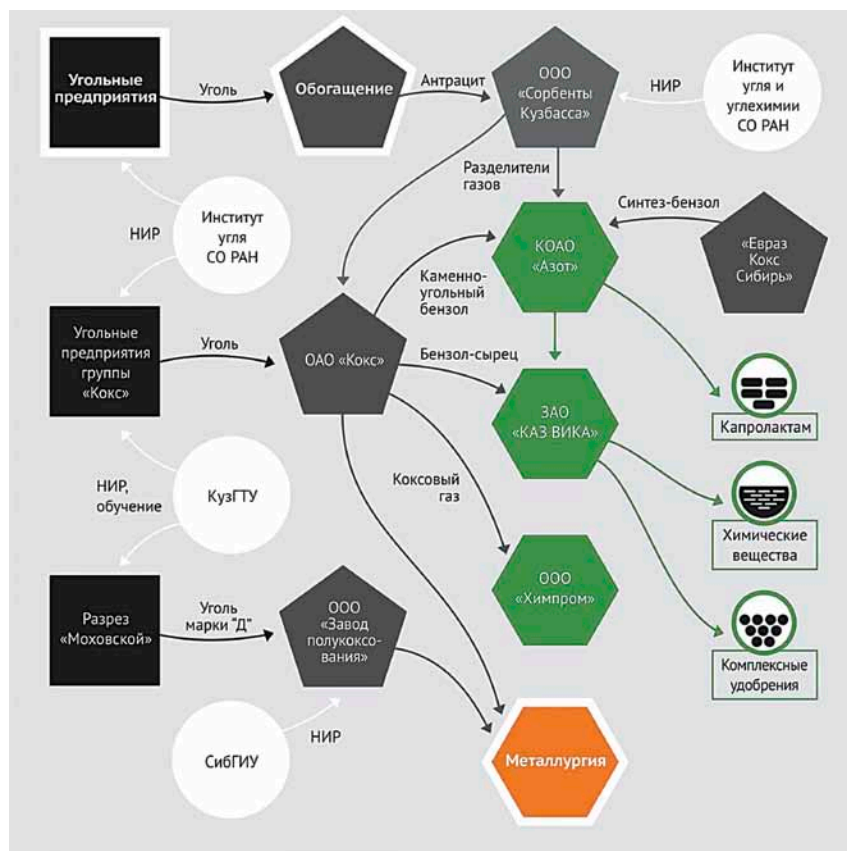 Угольные
предприятия
Уголь
Обогащение
Антрацит
ООО
«Сорбенты
Кузбасса»
НИР
Институт
угля и
углехимии
СО РАН
Разделители
газов
Синтез-бензол
НИР
Институт
угля
СО РАН
КОАО
«Азот»
«Евраз
Кокс
Сибирь»
Каменно-
угольный
бензол
Угольные
предприятия
группы
«Кокс»
Уголь
ОАО «Кокс»
Бензол-сырец
ЗАО
«КАЗ ВИКА»
Капролактам
НИР,
обучение
КузГТУ
Коксовый
газ
Химические
вещества
Разрез
«Моховской»
Уголь
марки "Д"
ООО
«Завод
полукоксо-
вания»
ООО
«Химпром»
Комплексные
удобрения
СибГИУ
НИР
Металлургия